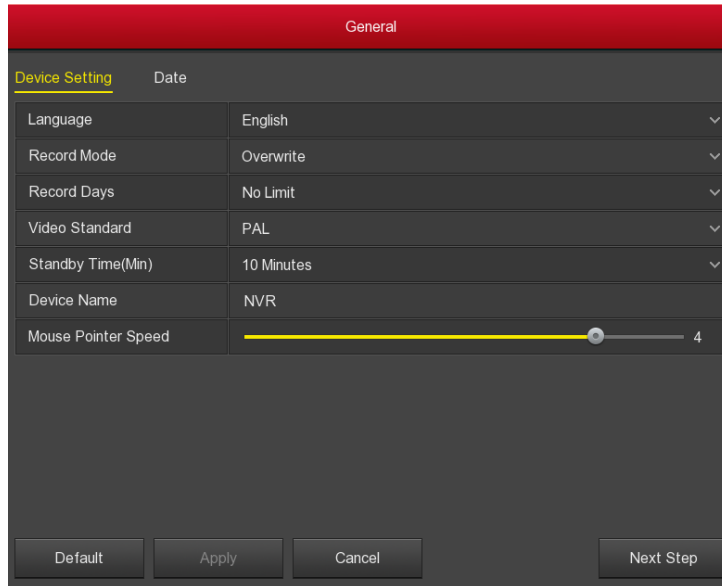 General
Device Setting Date
Language English
Record Mode Overwrite
Record Days No Limit
Video Standard PAL
Standby Time(Min) 10 Minutes
Device Name NVR
Mouse Pointer Speed 4
Default Apply Cancel Next Step